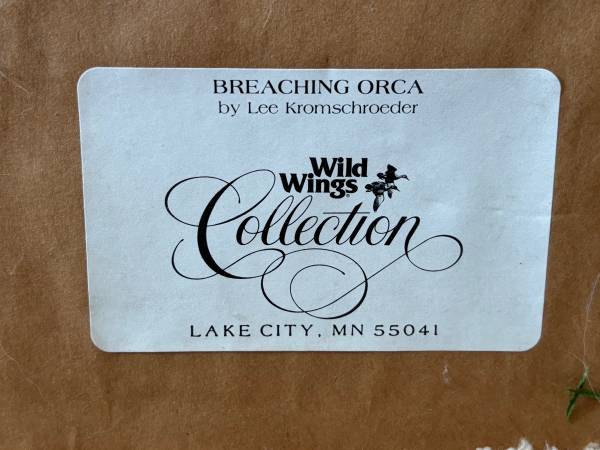 BREACHING ORCA
by Lee Kromschroeder
Wild
Wings®
Collection
LAKE CITY, MN 55041